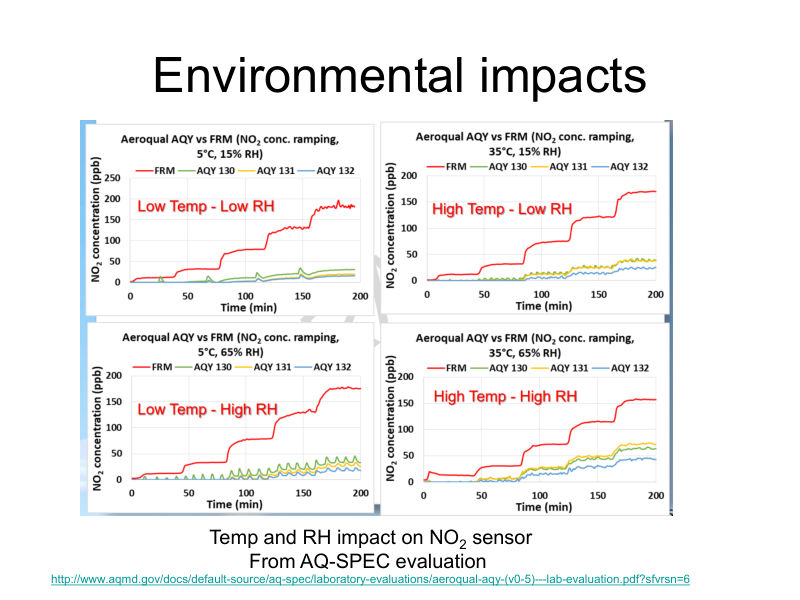 Environmental impacts
Aeroqual AQY vs FRM (NO2 conc. ramping,
5°C, 15% RH)
FRM AQY 130 AQY 131 AQY 132
Low Temp - Low RH
NO2 concentration (ppb)
250
200
150
100
50
0
0 50 100 150 200
Time (min)
Aeroqual AQY vs FRM (NO2 conc. ramping,
35°C, 15% RH)
FRM AQY 130 AQY 131 AQY 132
High Temp - Low RH
NO2 concentration (ppb)
200
150
100
50
0
0 50 100 150 200
Time (min)
Aeroqual AQY vs FRM (NO2 conc. ramping,
5°C, 65% RH)
FRM AQY 130 AQY 131 AQY 132
Low Temp - High RH
NO2 concentration (ppb)
200
150
100
50
0
0 50 100 150 200
Time (min)
Aeroqual AQY vs FRM (NO2 conc. ramping,
35°C, 65% RH)
FRM AQY 130 AQY 131 AQY 132
High Temp - High RH
NO2 concentration (ppb)
200
150
100
50
0
0 50 100 150 200
Time (min)
Temp and RH impact on NO2 sensor
From AQ-SPEC evaluation
http://www.aqmd.gov/docs/default-source/aq-spec/laboratory-evaluations/aeroqual-aqy-(v0-5)---lab-evaluation.pdf?sfvrsn=6